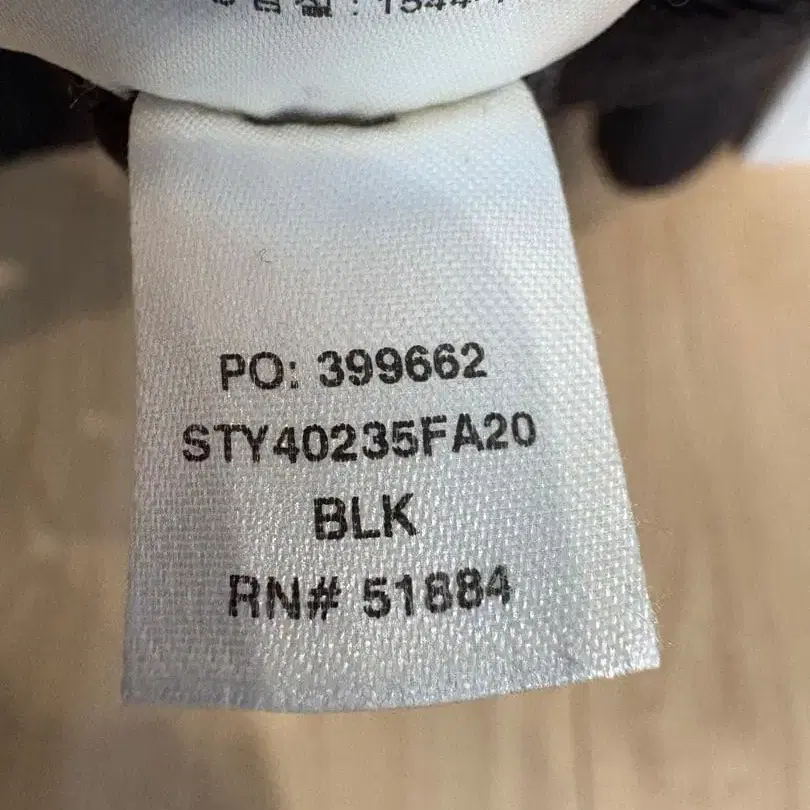 PO: 399662
STY40235FA20
BLK
RN# 51884